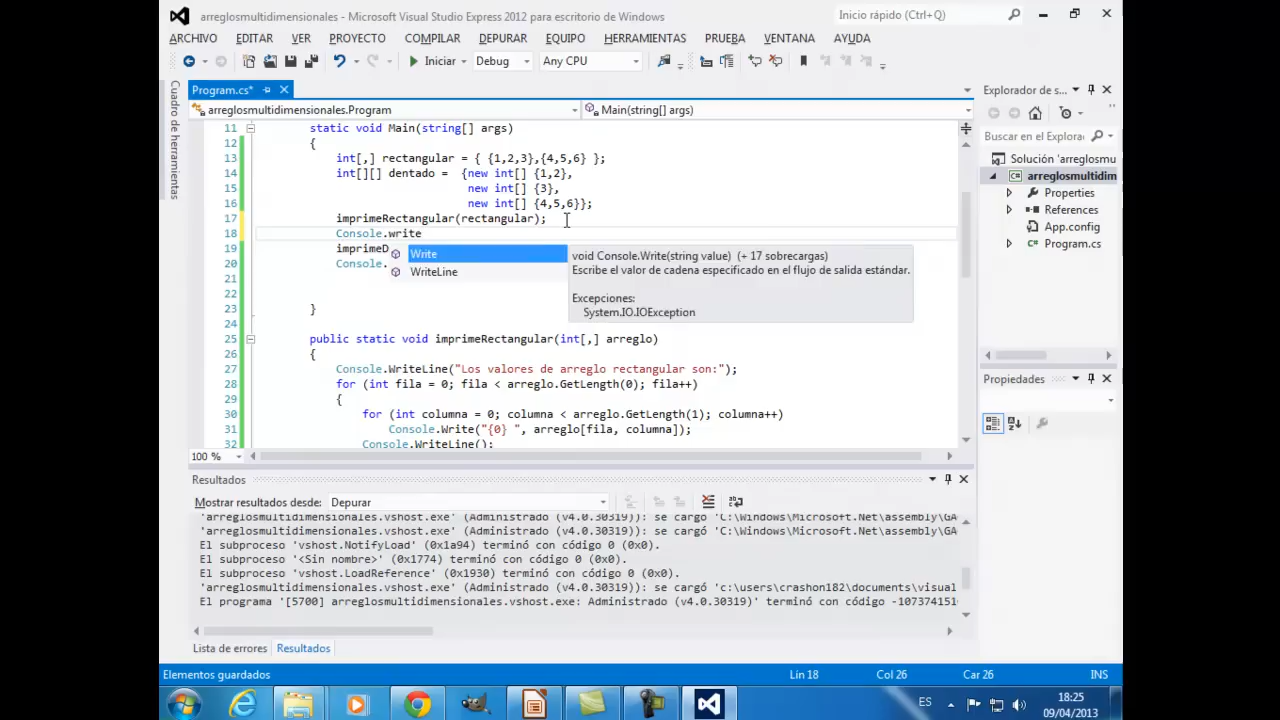 arreglosmultidimensionales - Microsoft Visual Studio Express 2012 para escritorio de Windows
Inicio rápido (Ctrl+Q)
ARCHIVO EDITAR VER PROYECTO COMPILAR DEPURAR EQUIPO HERRAMIENTAS PRUEBA VENTANA AYUDA
Iniciar Debug Any CPU
Cuadro de herramientas
Program.cs*
arreglosmultidimensionales.Program
Main(string[] args)
11 static void Main(string[] args)
12 {
13 int[,] rectangular = { {1,2,3},{4,5,6} };
14 int[][] dentado = {new int[] {1,2},
15 new int[] {3},
16 new int[] {4,5,6}};
17 imprimeRectangular(rectangular);
18 Console.write
19 imprimeD
20 Console.
21
22
23 }
24
25 public static void imprimeRectangular(int[,] arreglo)
26 {
27 Console.WriteLine("Los valores de arreglo rectangular son:");
28 for (int fila = 0; fila < arreglo.GetLength(0); fila++)
29 {
30 for (int columna = 0; columna < arreglo.GetLength(1); columna++)
31 Console.Write("{0} ", arreglo[fila, columna]);
32 Console.WriteLine();
Write
WriteLine
void Console.Write(string value) (+ 17 sobrecargas)
Escribe el valor de cadena especificado en el flujo de salida estándar.
Excepciones:
System.IO.IOException
100 %
Explorador de s...
Buscar en el Explora
Solución 'arreglosmu
arreglosmultidim
Properties
References
App.config
Program.cs
Propiedades
Resultados
Mostrar resultados desde: Depurar
'arreglosmultidimensionales.vshost.exe' (Administrado (v4.0.30319)): se cargó 'C:\Windows\Microsoft.Net\assembly\GA
'arreglosmultidimensionales.vshost.exe' (Administrado (v4.0.30319)): se cargó 'C:\Windows\Microsoft.Net\assembly\GA
El subproceso 'vshost.NotifyLoad' (0x1a94) terminó con código 0 (0x0).
El subproceso '<Sin nombre>' (0x1774) terminó con código 0 (0x0).
El subproceso 'vshost.LoadReference' (0x1930) terminó con código 0 (0x0).
'arreglosmultidimensionales.vshost.exe' (Administrado (v4.0.30319)): se cargó 'c:\users\crashon182\documents\visual
El programa '[5700] arreglosmultidimensionales.vshost.exe: Administrado (v4.0.30319)' terminó con código -107374151
Lista de errores Resultados
Elementos guardados Lín 18 Col 26 Car 26 INS
ES
18:25
09/04/2013